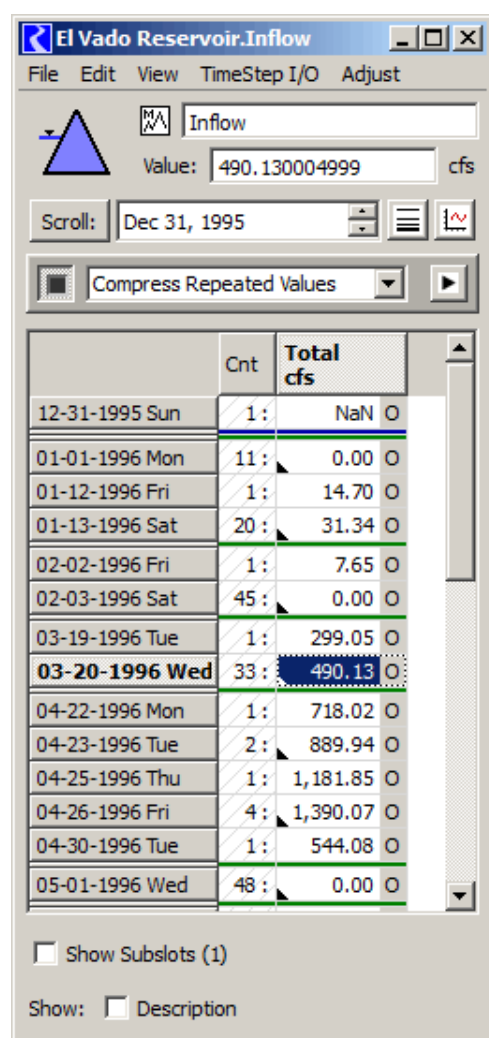 El Vado Reservoir.Inflow
File Edit View TimeStep I/O Adjust
Inflow
Value: 490.130004999 cfs
Scroll: Dec 31, 1995
Compress Repeated Values
Cnt Total cfs
12-31-1995 Sun 1: NaN O
01-01-1996 Mon 11: 0.00 O
01-12-1996 Fri 1: 14.70 O
01-13-1996 Sat 20: 31.34 O
02-02-1996 Fri 1: 7.65 O
02-03-1996 Sat 45: 0.00 O
03-19-1996 Tue 1: 299.05 O
03-20-1996 Wed 33: 490.13 O
04-22-1996 Mon 1: 718.02 O
04-23-1996 Tue 2: 889.94 O
04-25-1996 Thu 1: 1,181.85 O
04-26-1996 Fri 4: 1,390.07 O
04-30-1996 Tue 1: 544.08 O
05-01-1996 Wed 48: 0.00 O
Show Subslots (1)
Show: Description